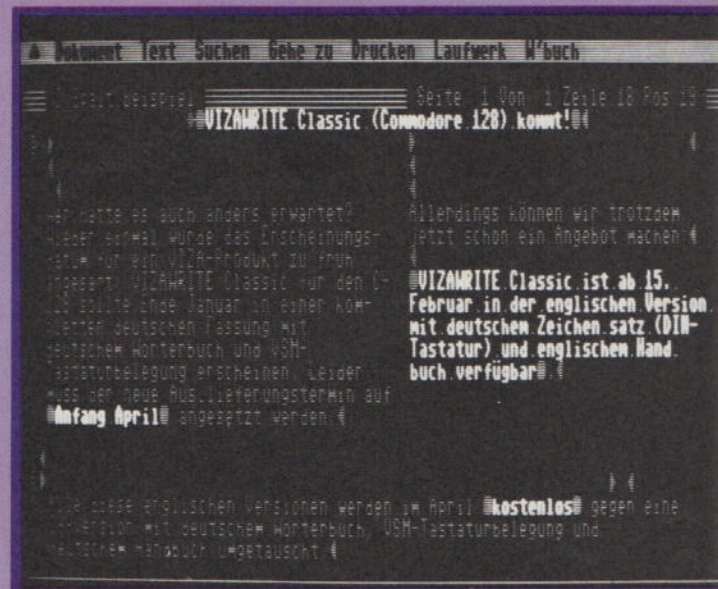 Dokument Text Suchen Gehe zu Drucken Laufwerk W'buch
beispiel Seite 1 Von 1 Zeile 18 Pos 19
VIZAWRITE Classic (Commodore 128) kommt!
Wer hatte es auch anders erwartet?
Wieder einmal wurde das Erscheinungs-
datum für ein VIZA-Produkt zu früh
angesetzt. VIZAWRITE Classic für den C-
128 sollte Ende Januar in einer kom-
pletten deutschen Fassung mit
deutschem Wörterbuch und VSM-
Tastaturbelegung erscheinen. Leider
muss der neue Auslieferungstermin auf
Anfang April angesetzt werden.
Allerdings können wir trotzdem
jetzt schon ein Angebot machen:
VIZAWRITE Classic ist ab 15.
Februar in der englischen Version
mit deutschem Zeichen satz (DIN-
Tastatur) und englischem Hand
buch verfügbar.
diese englischen Versionen werden im April kostenlos gegen eine
mit deutschem Wörterbuch, VSM-Tastaturbelegung und
deutschem Handbuch umgetauscht.